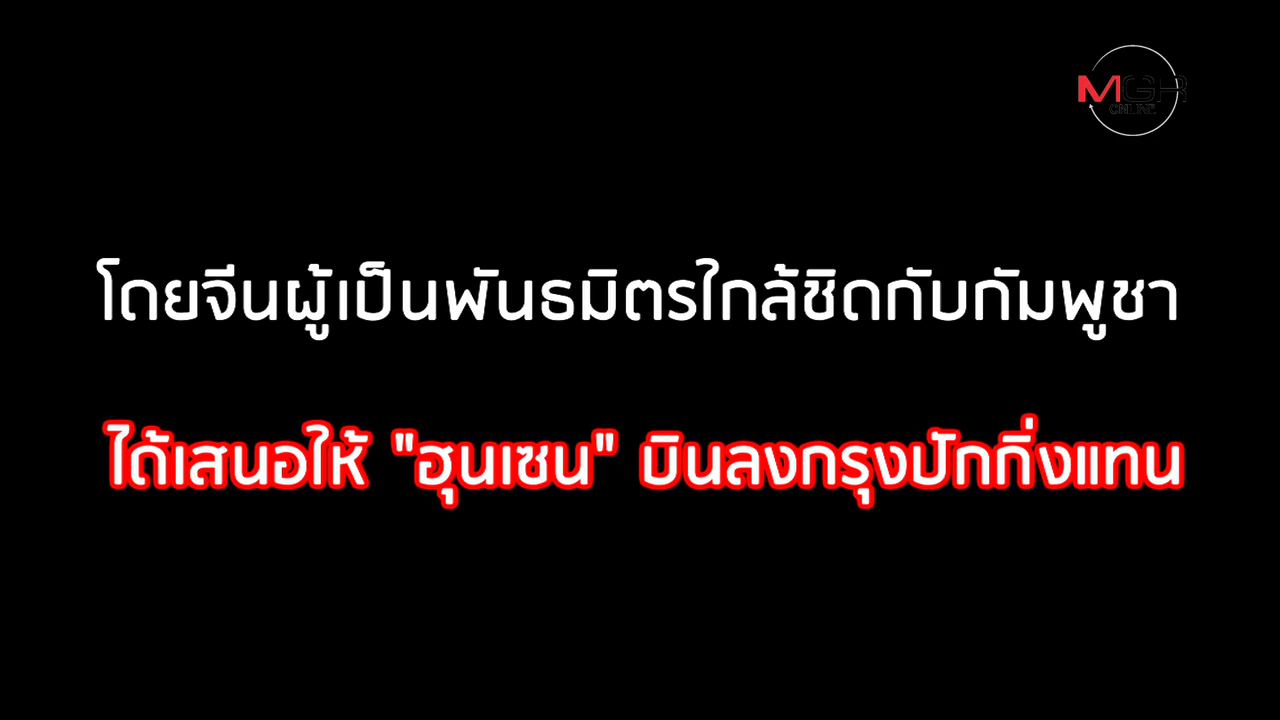 MGR
ONLINE
โดยจีนผู้เป็นพันธมิตรใกล้ชิดกับกัมพูชา
ได้เสนอให้ "ฮุนเซน" บินลงกรุงปักกิ่งแทน